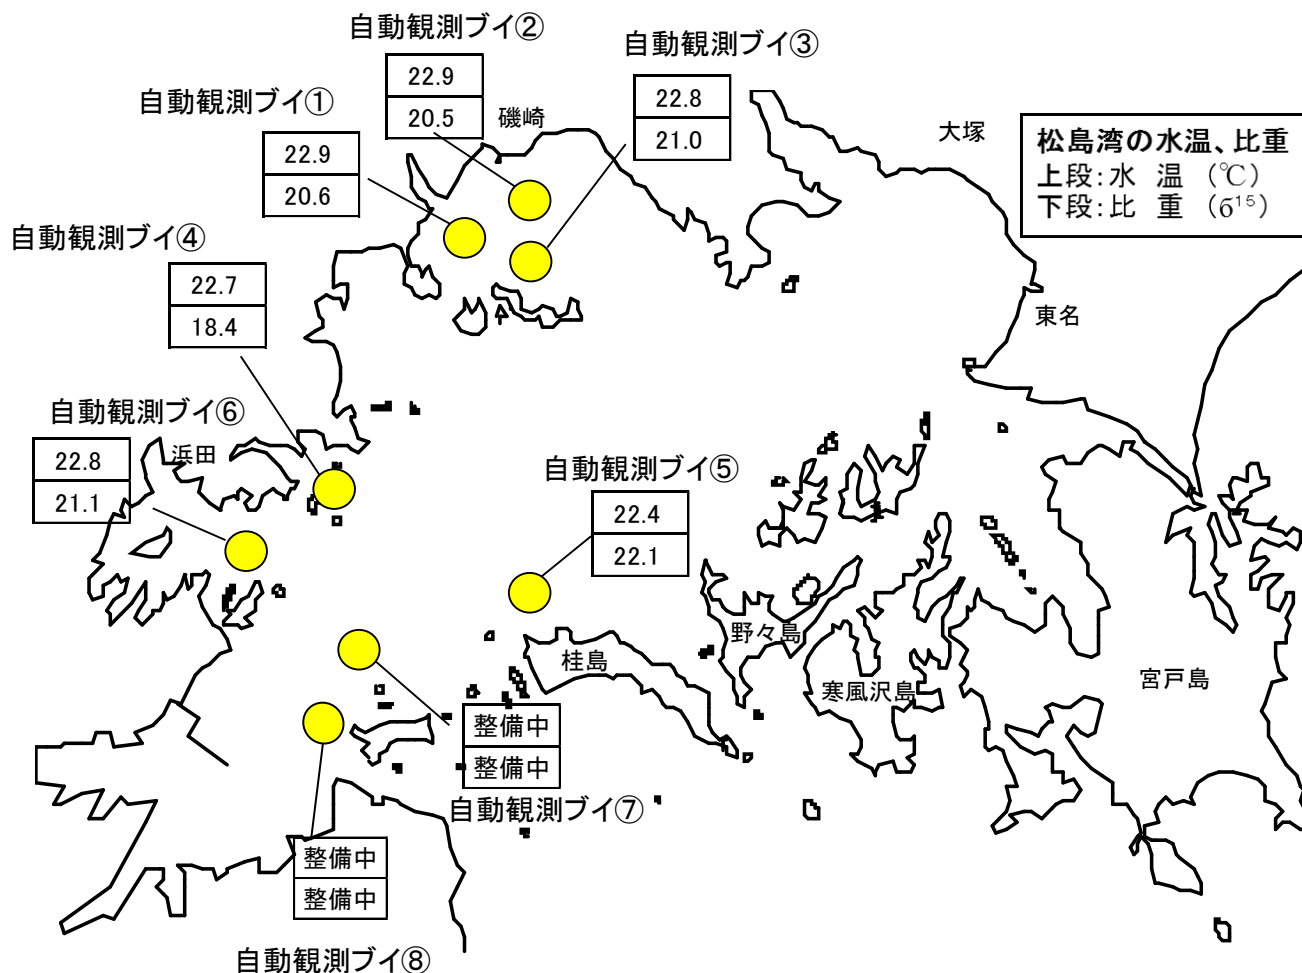 自動観測ブイ②
22.9
20.5
自動観測ブイ③
22.8
21.0
自動観測ブイ①
22.9
20.6
磯崎
大塚
松島湾の水温、比重
上段:水 温 (℃)
下段:比 重 (б¹⁵)
自動観測ブイ④
22.7
18.4
東名
自動観測ブイ⑥
22.8
21.1
浜田
自動観測ブイ⑤
22.4
22.1
野々島
桂島
寒風沢島
宮戸島
整備中
整備中
自動観測ブイ⑦
整備中
整備中
自動観測ブイ⑧